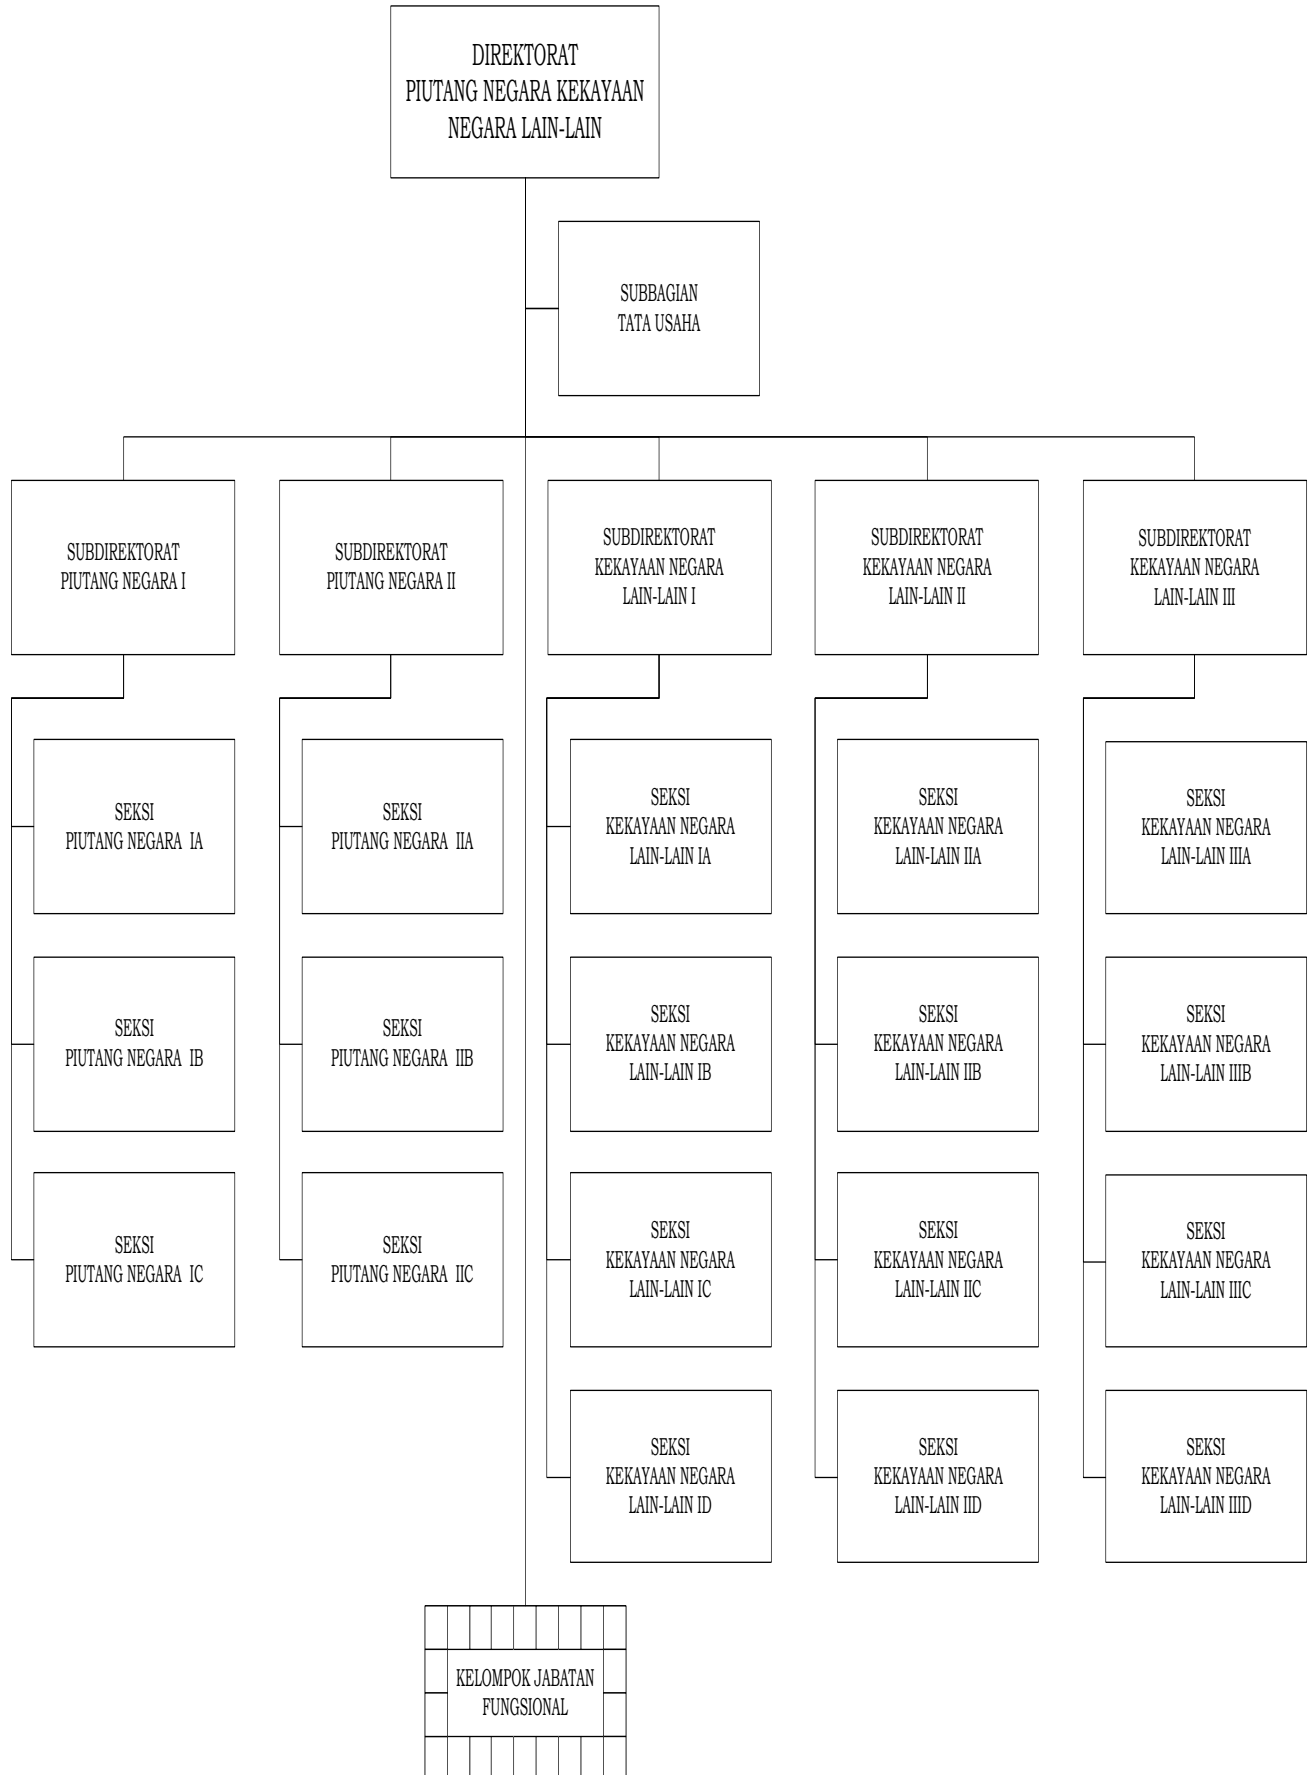 DIREKTORAT
PIUTANG NEGARA KEKAYAAN
NEGARA LAIN-LAIN
SUBBAGIAN
TATA USAHA
SUBDIREKTORAT
PIUTANG NEGARA I
SUBDIREKTORAT
PIUTANG NEGARA II
SUBDIREKTORAT
KEKAYAAN NEGARA
LAIN-LAIN I
SUBDIREKTORAT
KEKAYAAN NEGARA
LAIN-LAIN II
SUBDIREKTORAT
KEKAYAAN NEGARA
LAIN-LAIN III
SEKSI
PIUTANG NEGARA IA
SEKSI
PIUTANG NEGARA IIA
SEKSI
KEKAYAAN NEGARA
LAIN-LAIN IA
SEKSI
KEKAYAAN NEGARA
LAIN-LAIN IIA
SEKSI
KEKAYAAN NEGARA
LAIN-LAIN IIIA
SEKSI
PIUTANG NEGARA IB
SEKSI
PIUTANG NEGARA IIB
SEKSI
KEKAYAAN NEGARA
LAIN-LAIN IB
SEKSI
KEKAYAAN NEGARA
LAIN-LAIN IIB
SEKSI
KEKAYAAN NEGARA
LAIN-LAIN IIIB
SEKSI
PIUTANG NEGARA IC
SEKSI
PIUTANG NEGARA IIC
SEKSI
KEKAYAAN NEGARA
LAIN-LAIN IC
SEKSI
KEKAYAAN NEGARA
LAIN-LAIN IIC
SEKSI
KEKAYAAN NEGARA
LAIN-LAIN IIIC
SEKSI
KEKAYAAN NEGARA
LAIN-LAIN ID
SEKSI
KEKAYAAN NEGARA
LAIN-LAIN IID
SEKSI
KEKAYAAN NEGARA
LAIN-LAIN IIID
KELOMPOK JABATAN
FUNGSIONAL